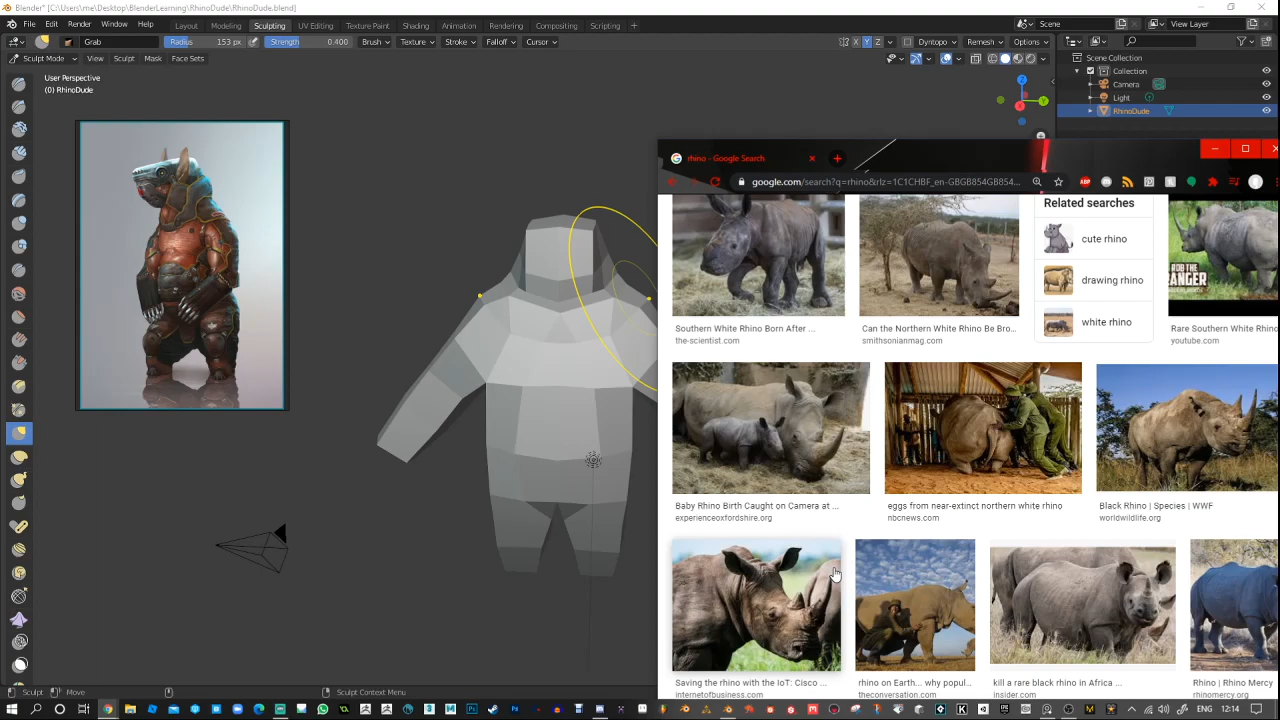 Blender* [C:\Users\me\Desktop\BlenderLearning\RhinoDude\RhinoDude.blend]
File Edit Render Window Help Layout Modeling Sculpting UV Editing Texture Paint Shading Animation Rendering Compositing Scripting Scene View Layer
Grab Radius 153 px Strength 0.400 Brush Texture Stroke Falloff Cursor X Y Z Dyntopo Remesh Options
Sculpt Mode View Sculpt Mask Face Sets
User Perspective
(0) RhinoDude
Scene Collection
Collection
Camera
Light
RhinoDude
rhino - Google Search
google.com/search?q=rhino&rlz=1C1CHBF_en-GBGB854GB854...
Related searches
cute rhino
drawing rhino
white rhino
ROB THE
RANGER
Southern White Rhino Born After ...
the-scientist.com
Can the Northern White Rhino Be Bro...
smithsonianmag.com
Rare Southern White Rhino
youtube.com
Baby Rhino Birth Caught on Camera at ...
experienceoxfordshire.org
eggs from near-extinct northern white rhino
nbcnews.com
Black Rhino | Species | WWF
worldwildlife.org
Saving the rhino with the IoT: Cisco ...
internetofbusiness.com
rhino on Earth... why popul...
theconversation.com
kill a rare black rhino in Africa ...
insider.com
Rhino | Rhino Mercy
rhinomercy.org
Sculpt Move Sculpt Context Menu
ENG 12:14